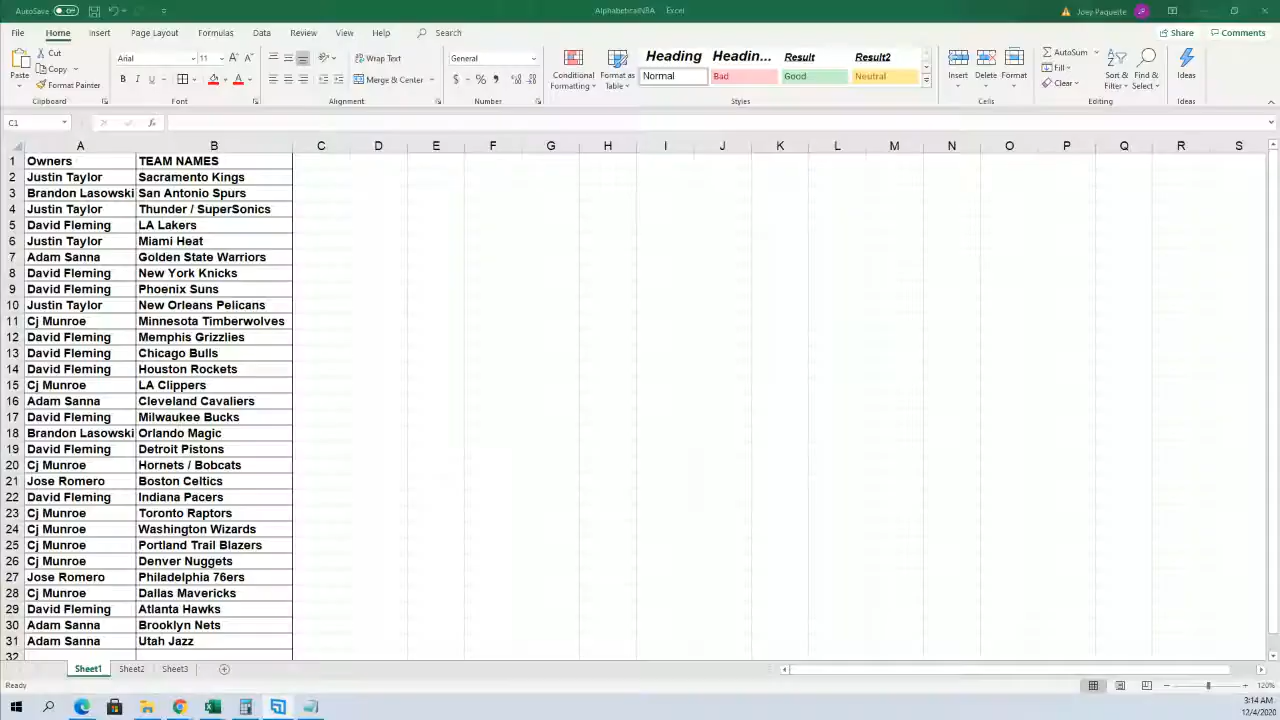 AutoSave Off AlphabeticalNBA Excel Joey Paquette JP
File Home Insert Page Layout Formulas Data Review View Help Search Share Comments
Paste Cut Copy Format Painter
Arial 11
B I U
Wrap Text
Merge & Center
General
$ % 9
Conditional Formatting
Format as Table
Heading Headin... Result Result2
Normal Bad Good Neutral
Insert Delete Format
AutoSum
Fill
Clear
Sort & Filter
Find & Select
Ideas
Clipboard Font Alignment Number Styles Cells Editing Ideas
C1 fx
A B C D E F G H I J K L M N O P Q R S
1 Owners TEAM NAMES
2 Justin Taylor Sacramento Kings
3 Brandon Lasowski San Antonio Spurs
4 Justin Taylor Thunder / SuperSonics
5 David Fleming LA Lakers
6 Justin Taylor Miami Heat
7 Adam Sanna Golden State Warriors
8 David Fleming New York Knicks
9 David Fleming Phoenix Suns
10 Justin Taylor New Orleans Pelicans
11 Cj Munroe Minnesota Timberwolves
12 David Fleming Memphis Grizzlies
13 David Fleming Chicago Bulls
14 David Fleming Houston Rockets
15 Cj Munroe LA Clippers
16 Adam Sanna Cleveland Cavaliers
17 David Fleming Milwaukee Bucks
18 Brandon Lasowski Orlando Magic
19 David Fleming Detroit Pistons
20 Cj Munroe Hornets / Bobcats
21 Jose Romero Boston Celtics
22 David Fleming Indiana Pacers
23 Cj Munroe Toronto Raptors
24 Cj Munroe Washington Wizards
25 Cj Munroe Portland Trail Blazers
26 Cj Munroe Denver Nuggets
27 Jose Romero Philadelphia 76ers
28 Cj Munroe Dallas Mavericks
29 David Fleming Atlanta Hawks
30 Adam Sanna Brooklyn Nets
31 Adam Sanna Utah Jazz
32
Sheet1 Sheet2 Sheet3
Ready 120%
3:14 AM
12/4/2020